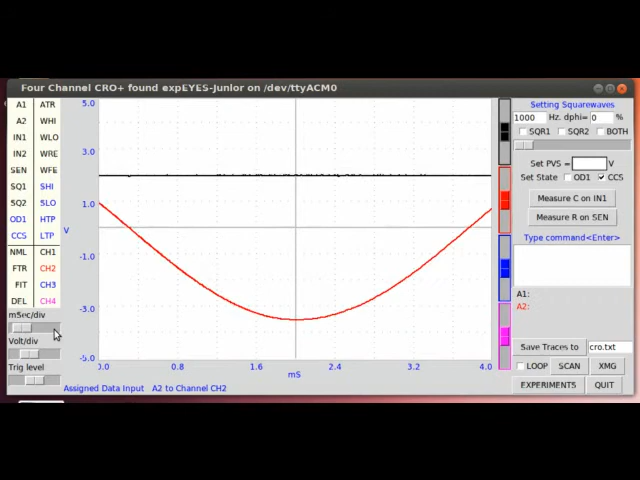 Four Channel CRO+ found expEYES-Junior on /dev/ttyACM0
A1 ATR
A2 WHI
IN1 WLO
IN2 WRE
SEN WFE
SQ1 SHI
SQ2 SLO
OD1 HTP
CCS LTP
NML CH1
FTR CH2
FIT CH3
DEL CH4
mSec/div
Volt/div
Trig level
5.0
3.0
1.0
V
-1.0
-3.0
-5.0
0.0 0.8 1.6 2.4 3.2 4.0
mS
Assigned Data Input A2 to Channel CH2
Setting Squarewaves
1000 Hz. dphi= 0 %
SQR1 SQR2 BOTH
Set PVS = V
Set State OD1 CCS
Measure C on IN1
Measure R on SEN
Type command<Enter>
A1:
A2:
Save Traces to cro.txt
LOOP SCAN XMG
EXPERIMENTS QUIT